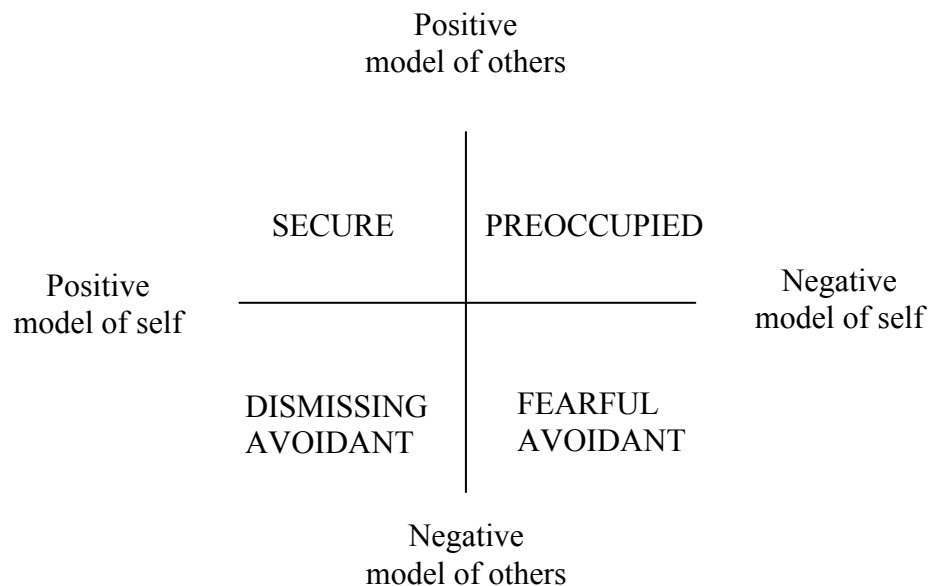 Positive
model of others
SECURE
PREOCCUPIED
Positive
model of self
Negative
model of self
DISMISSING
AVOIDANT
FEARFUL
AVOIDANT
Negative
model of others